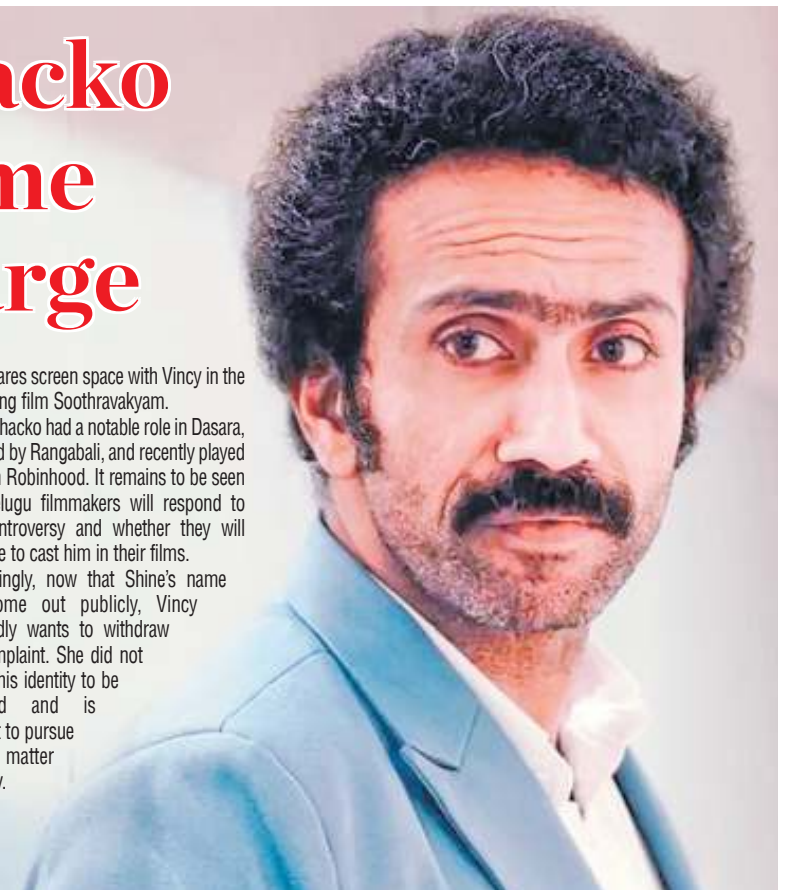 acko
me
arge
ares screen space with Vincy in the
ng film Soothravakyam.
hacko had a notable role in Dasara,
d by Rangabali, and recently played
n Robinhood. It remains to be seen
elugu filmmakers will respond to
ntroversy and whether they will
e to cast him in their films.
ingly, now that Shine’s name
ome out publicly, Vincy
dly wants to withdraw
mplaint. She did not
his identity to be
d and is
t to pursue
matter
y.